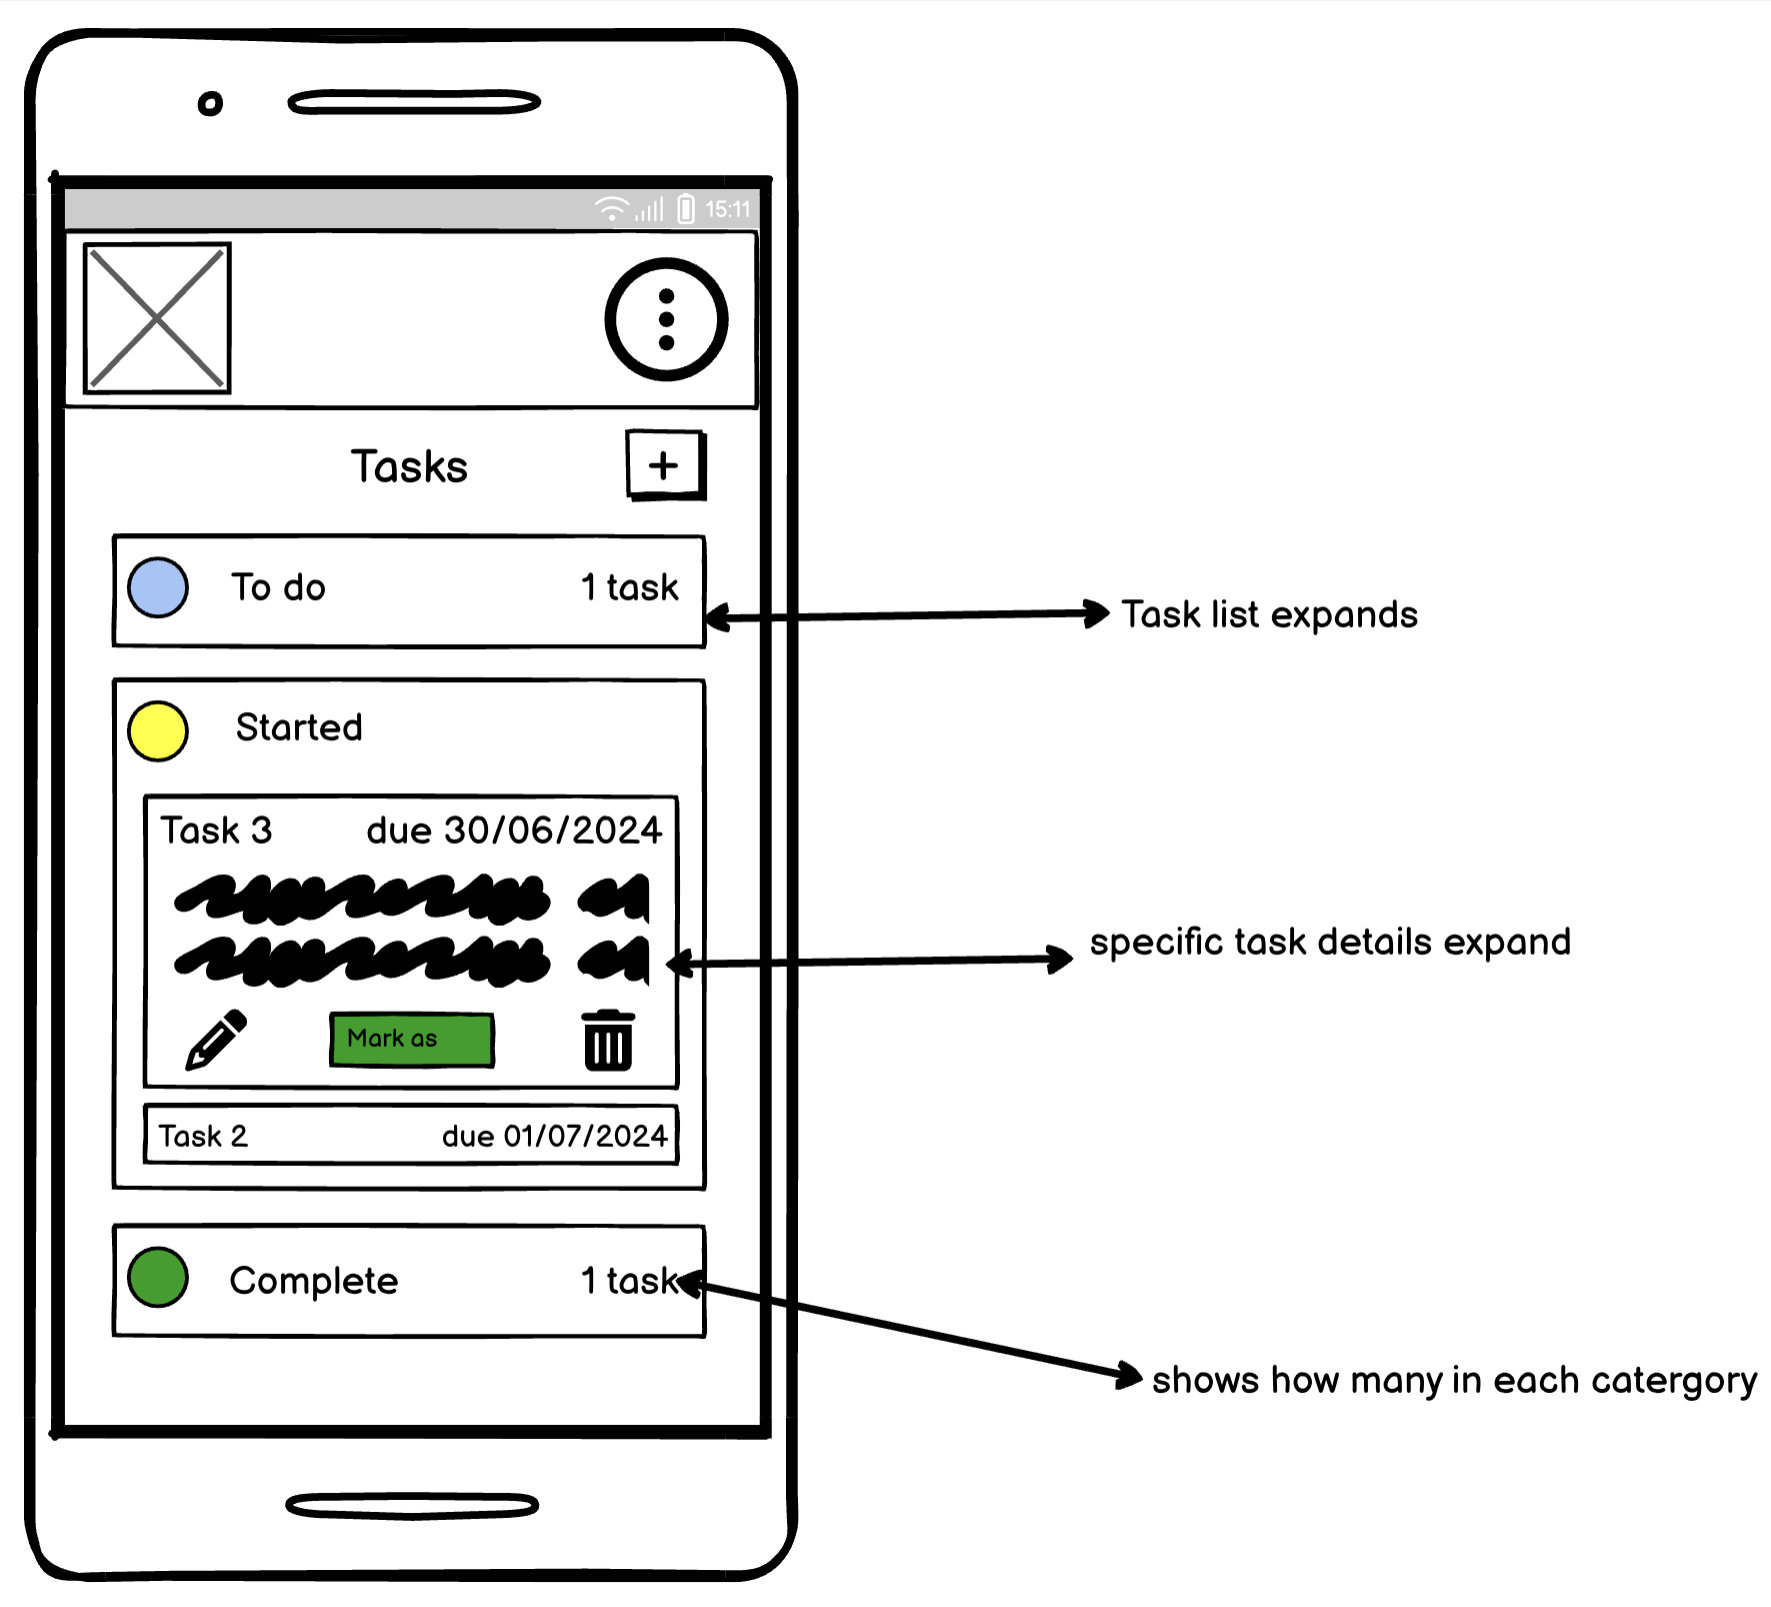 15:11
Tasks +
To do 1 task
Task list expands
Started
Task 3 due 30/06/2024
specific task details expand
Mark as
Task 2 due 01/07/2024
Complete 1 task
shows how many in each catergory